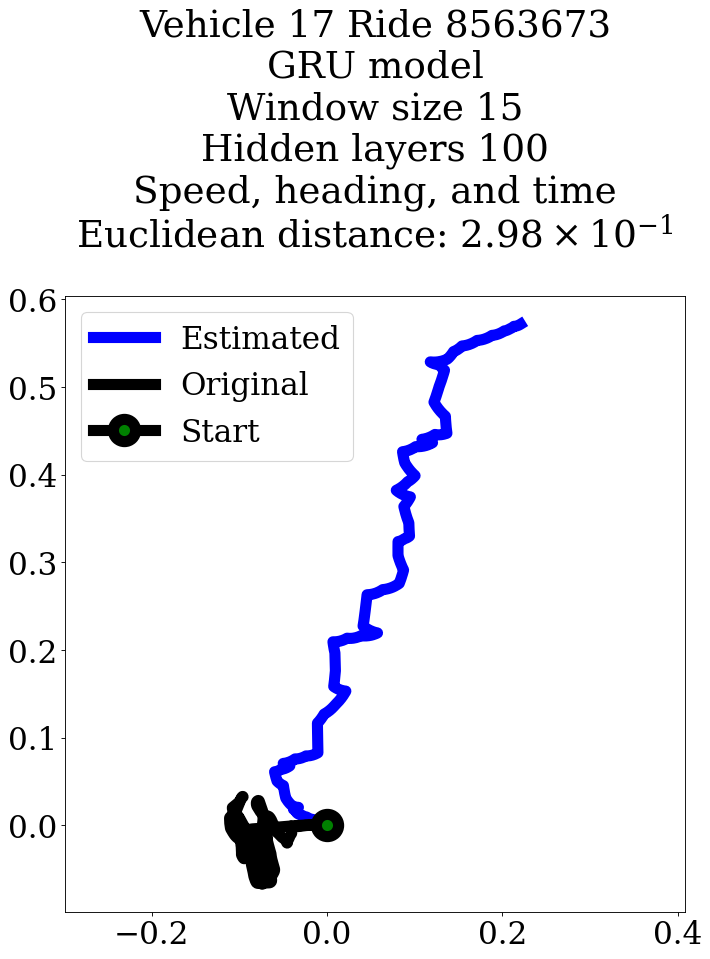 Vehicle 17 Ride 8563673
GRU model
Window size 15
Hidden layers 100
Speed, heading, and time
Euclidean distance: 2.98 × 10⁻¹
0.6
0.5
0.4
0.3
0.2
0.1
0.0
Estimated
Original
Start
−0.2
0.0
0.2
0.4